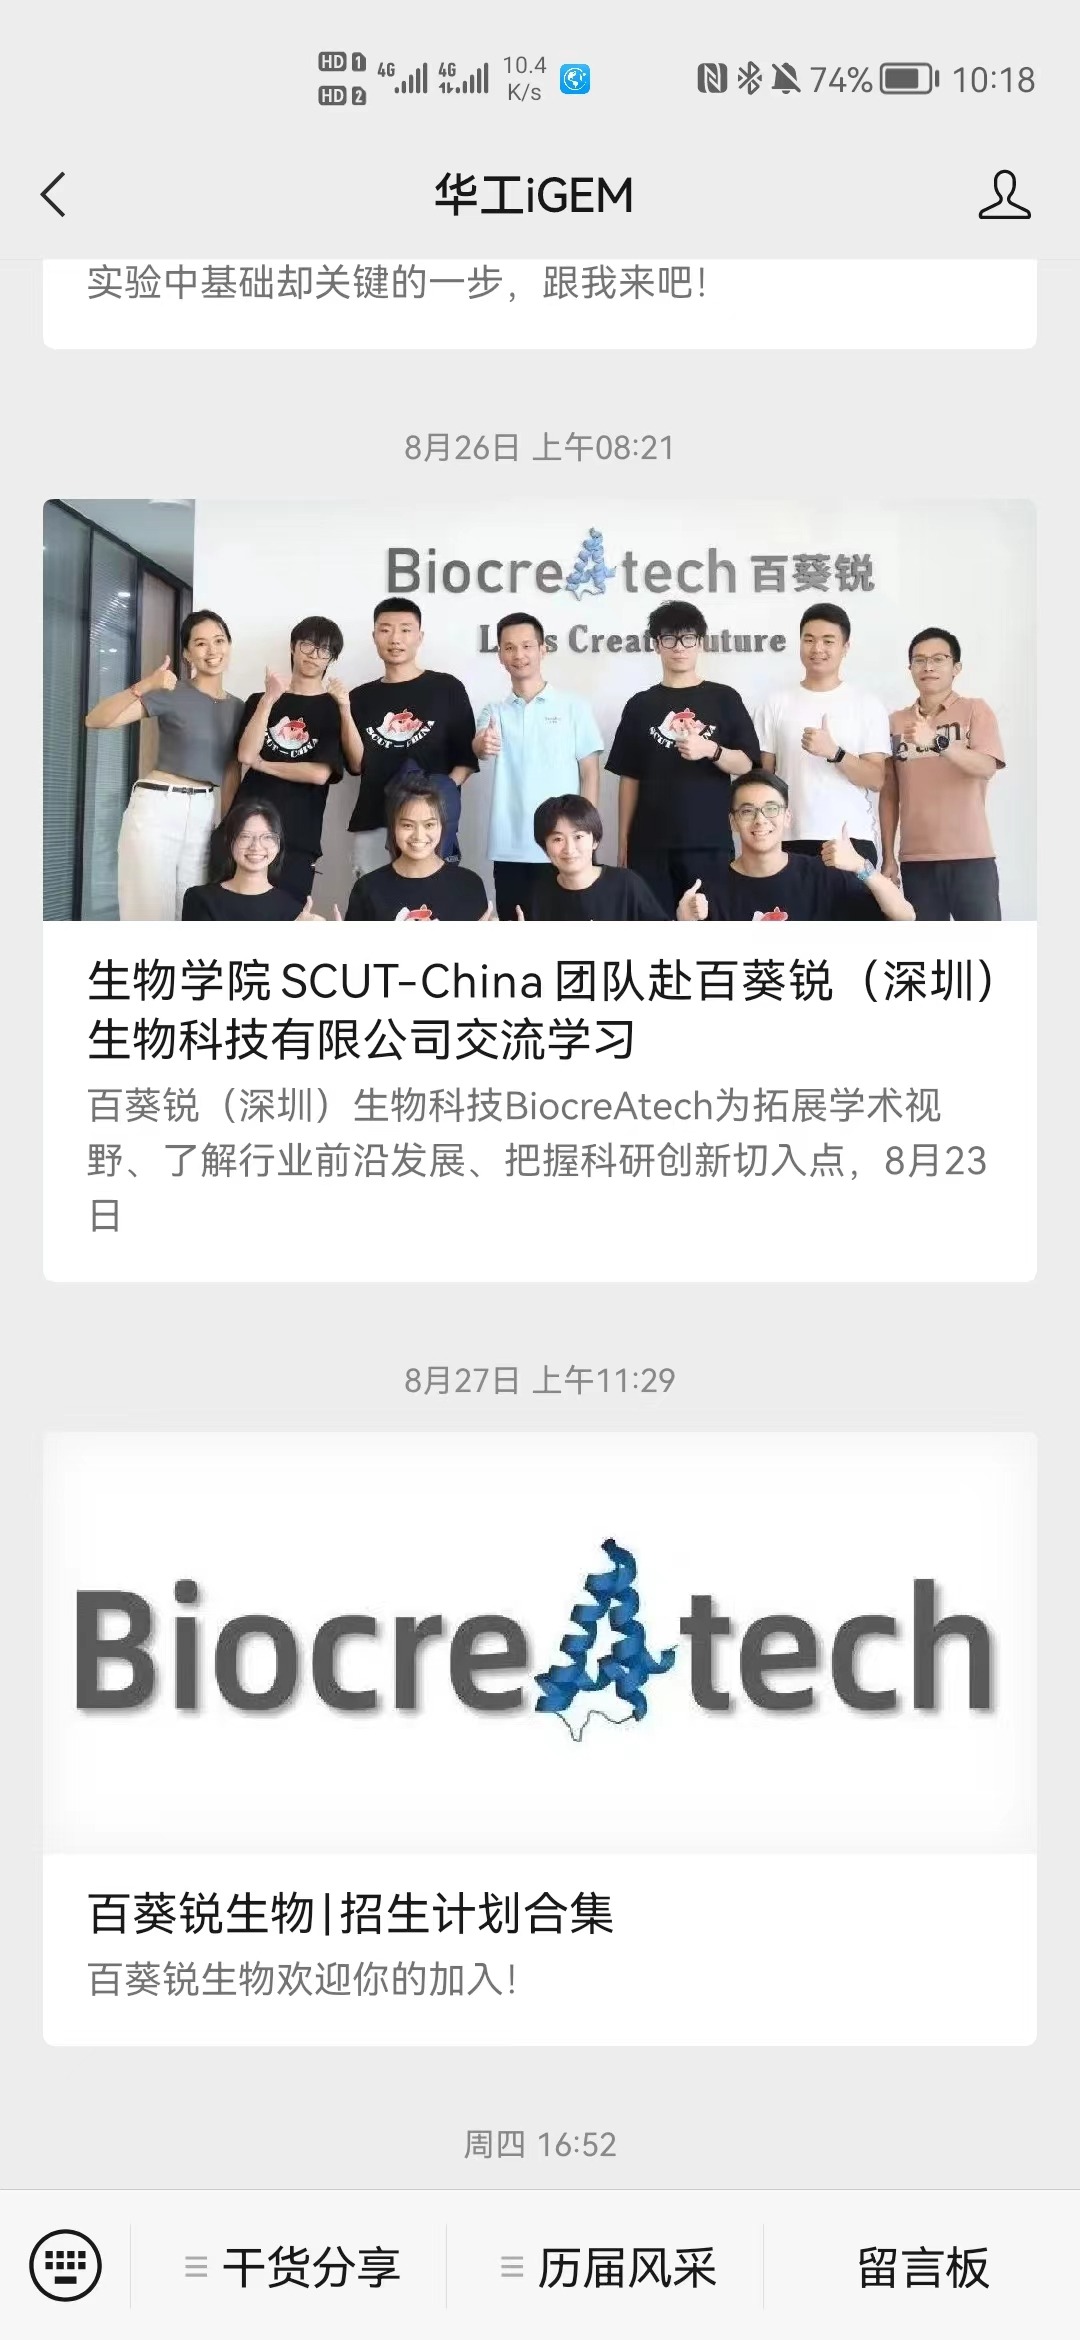 HD 1
HD 2
4G
4G
10.4
K/s
74%
10:18
华工iGEM
实验中基础却关键的一步，跟我来吧！
8月26日 上午08:21
BiocreAtech 百葵锐
SCUT-CHINA
SCUT-CHINA
生物学院 SCUT-China 团队赴百葵锐（深圳）
生物科技有限公司交流学习
百葵锐（深圳）生物科技BiocreAtech为拓展学术视
野、了解行业前沿发展、把握科研创新切入点，8月23
日
8月27日 上午11:29
BiocreAtech
百葵锐生物|招生计划合集
百葵锐生物欢迎你的加入！
周四 16:52
干货分享
历届风采
留言板